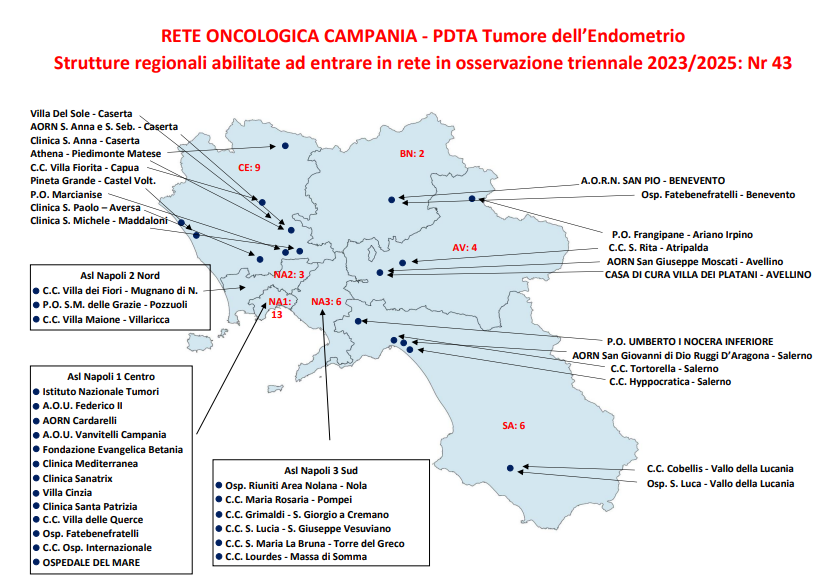 RETE ONCOLOGICA CAMPANIA - PDTA Tumore dell'Endometrio
Strutture regionali abilitate ad entrare in rete in osservazione triennale 2023/2025: Nr 43
Villa Del Sole - Caserta
AORN S. Anna e S. Seb. - Caserta
Clinica S. Anna - Caserta
Athena - Piedimonte Matese
C.C. Villa Fiorita - Capua
Pineta Grande - Castel Volt.
P.O. Marcianise
Clinica S. Paolo – Aversa
Clinica S. Michele - Maddaloni
CE: 9
BN: 2
A.O.R.N. SAN PIO - BENEVENTO
Osp. Fatebenefratelli - Benevento
P.O. Frangipane - Ariano Irpino
C.C. S. Rita - Atripalda
AORN San Giuseppe Moscati - Avellino
CASA DI CURA VILLA DEI PLATANI - AVELLINO
AV: 4
Asl Napoli 2 Nord
C.C. Villa dei Fiori - Mugnano di N.
P.O. S.M. delle Grazie - Pozzuoli
C.C. Villa Maione - Villaricca
NA2: 3
NA1:
13
NA3: 6
P.O. UMBERTO I NOCERA INFERIORE
AORN San Giovanni di Dio Ruggi D'Aragona - Salerno
C.C. Tortorella - Salerno
C.C. Hyppocratica - Salerno
Asl Napoli 1 Centro
Istituto Nazionale Tumori
A.O.U. Federico II
AORN Cardarelli
A.O.U. Vanvitelli Campania
Fondazione Evangelica Betania
Clinica Mediterranea
Clinica Sanatrix
Villa Cinzia
Clinica Santa Patrizia
C.C. Villa delle Querce
Osp. Fatebenefratelli
C.C. Osp. Internazionale
OSPEDALE DEL MARE
Asl Napoli 3 Sud
Osp. Riuniti Area Nolana - Nola
C.C. Maria Rosaria - Pompei
C.C. Grimaldi - S. Giorgio a Cremano
C.C. S. Lucia - S. Giuseppe Vesuviano
C.C. S. Maria La Bruna - Torre del Greco
C.C. Lourdes - Massa di Somma
SA: 6
C.C. Cobellis - Vallo della Lucania
Osp. S. Luca - Vallo della Lucania